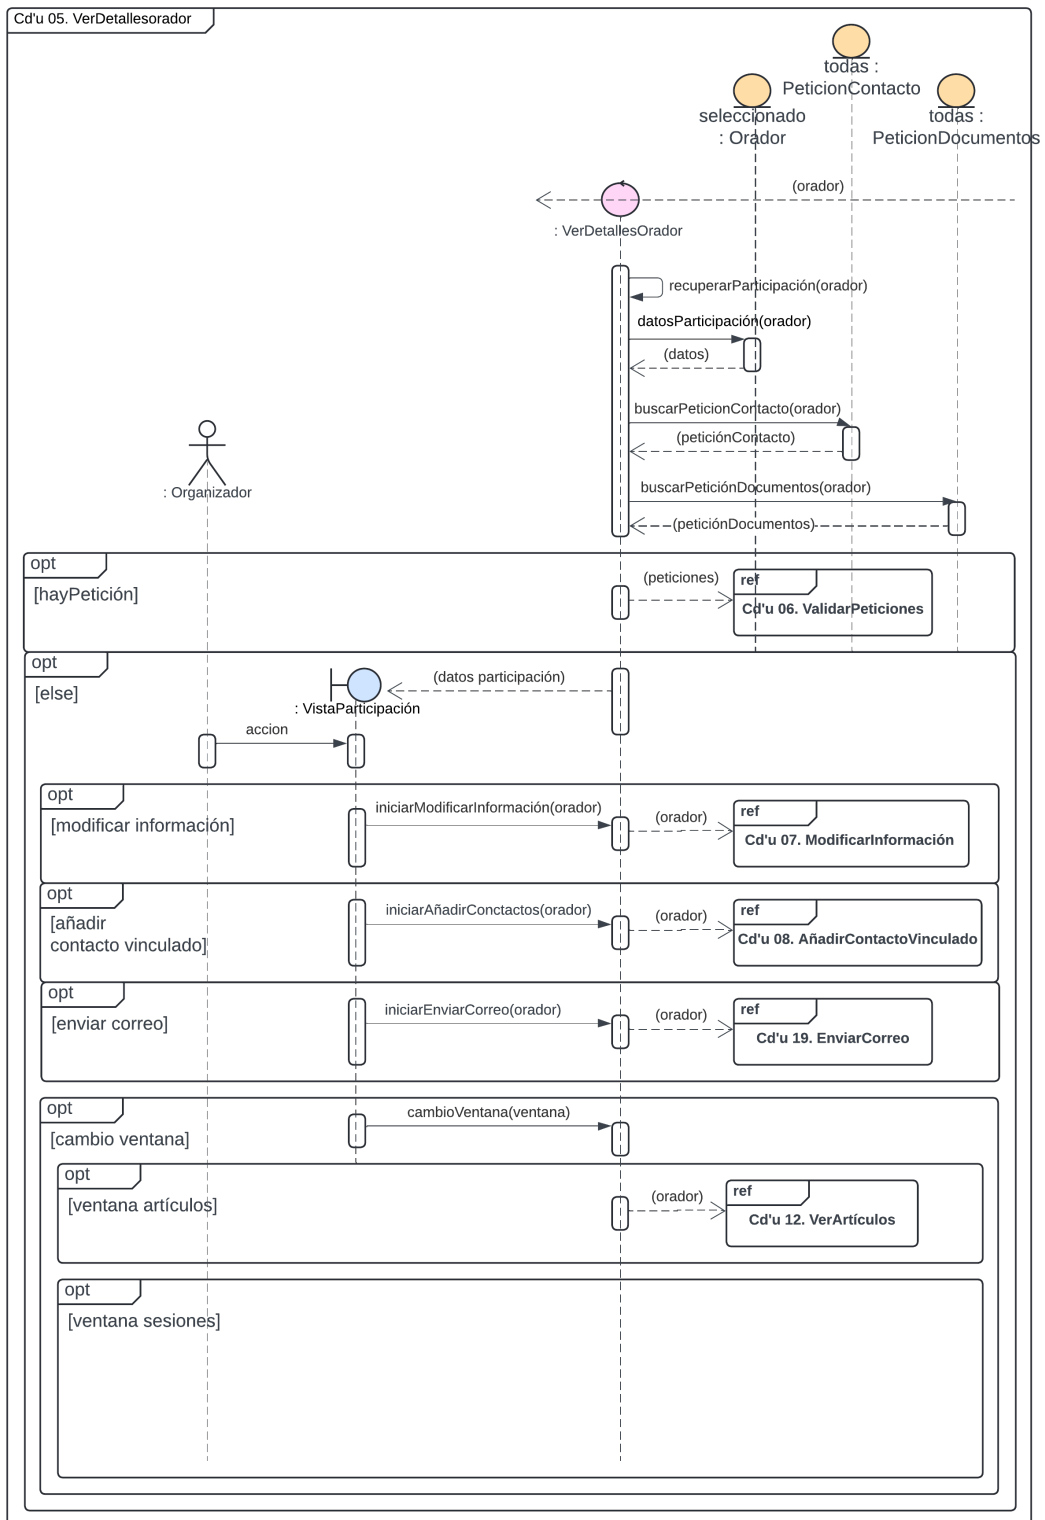 Cd'u 05. VerDetallesorador
todas :
PeticionContacto
seleccionado
: Orador
todas :
PeticionDocumentos
(orador)
: VerDetallesOrador
recuperarParticipación(orador)
datosParticipación(orador)
(datos)
buscarPeticionContacto(orador)
(peticiónContacto)
: Organizador
buscarPeticiónDocumentos(orador)
(peticiónDocumentos)
opt
[hayPetición]
(peticiones)
ref
Cd'u 06. ValidarPeticiones
opt
[else]
(datos participación)
: VistaParticipación
accion
opt
[modificar información]
iniciarModificarInformación(orador)
(orador)
ref
Cd'u 07. ModificarInformación
opt
[añadir
contacto vinculado]
iniciarAñadirConctactos(orador)
(orador)
ref
Cd'u 08. AñadirContactoVinculado
opt
[enviar correo]
iniciarEnviarCorreo(orador)
(orador)
ref
Cd'u 19. EnviarCorreo
opt
[cambio ventana]
cambioVentana(ventana)
opt
[ventana artículos]
(orador)
ref
Cd'u 12. VerArtículos
opt
[ventana sesiones]